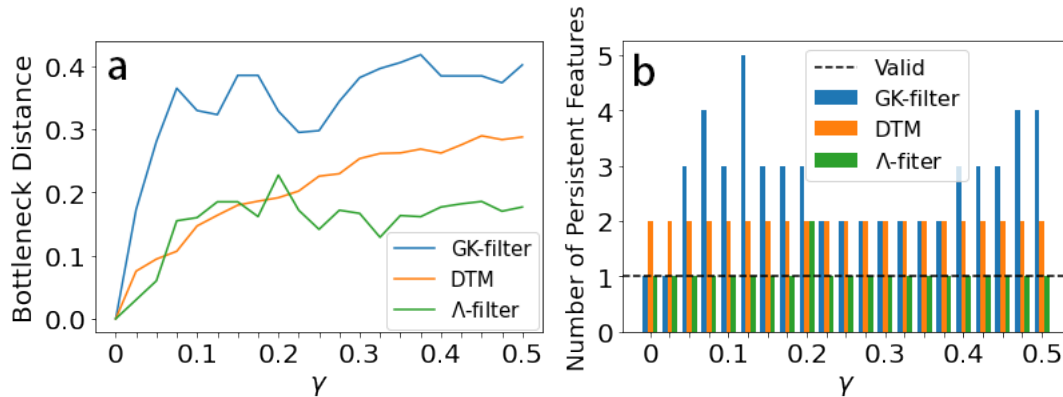 a
Bottleneck Distance
0.4
0.3
0.2
0.1
0.0
GK-filter
DTM
Λ-filter
0 0.1 0.2 0.3 0.4 0.5
γ
b
Number of Persistent Features
5
4
3
2
1
0
Valid
GK-filter
DTM
Λ-fiter
0 0.1 0.2 0.3 0.4 0.5
γ